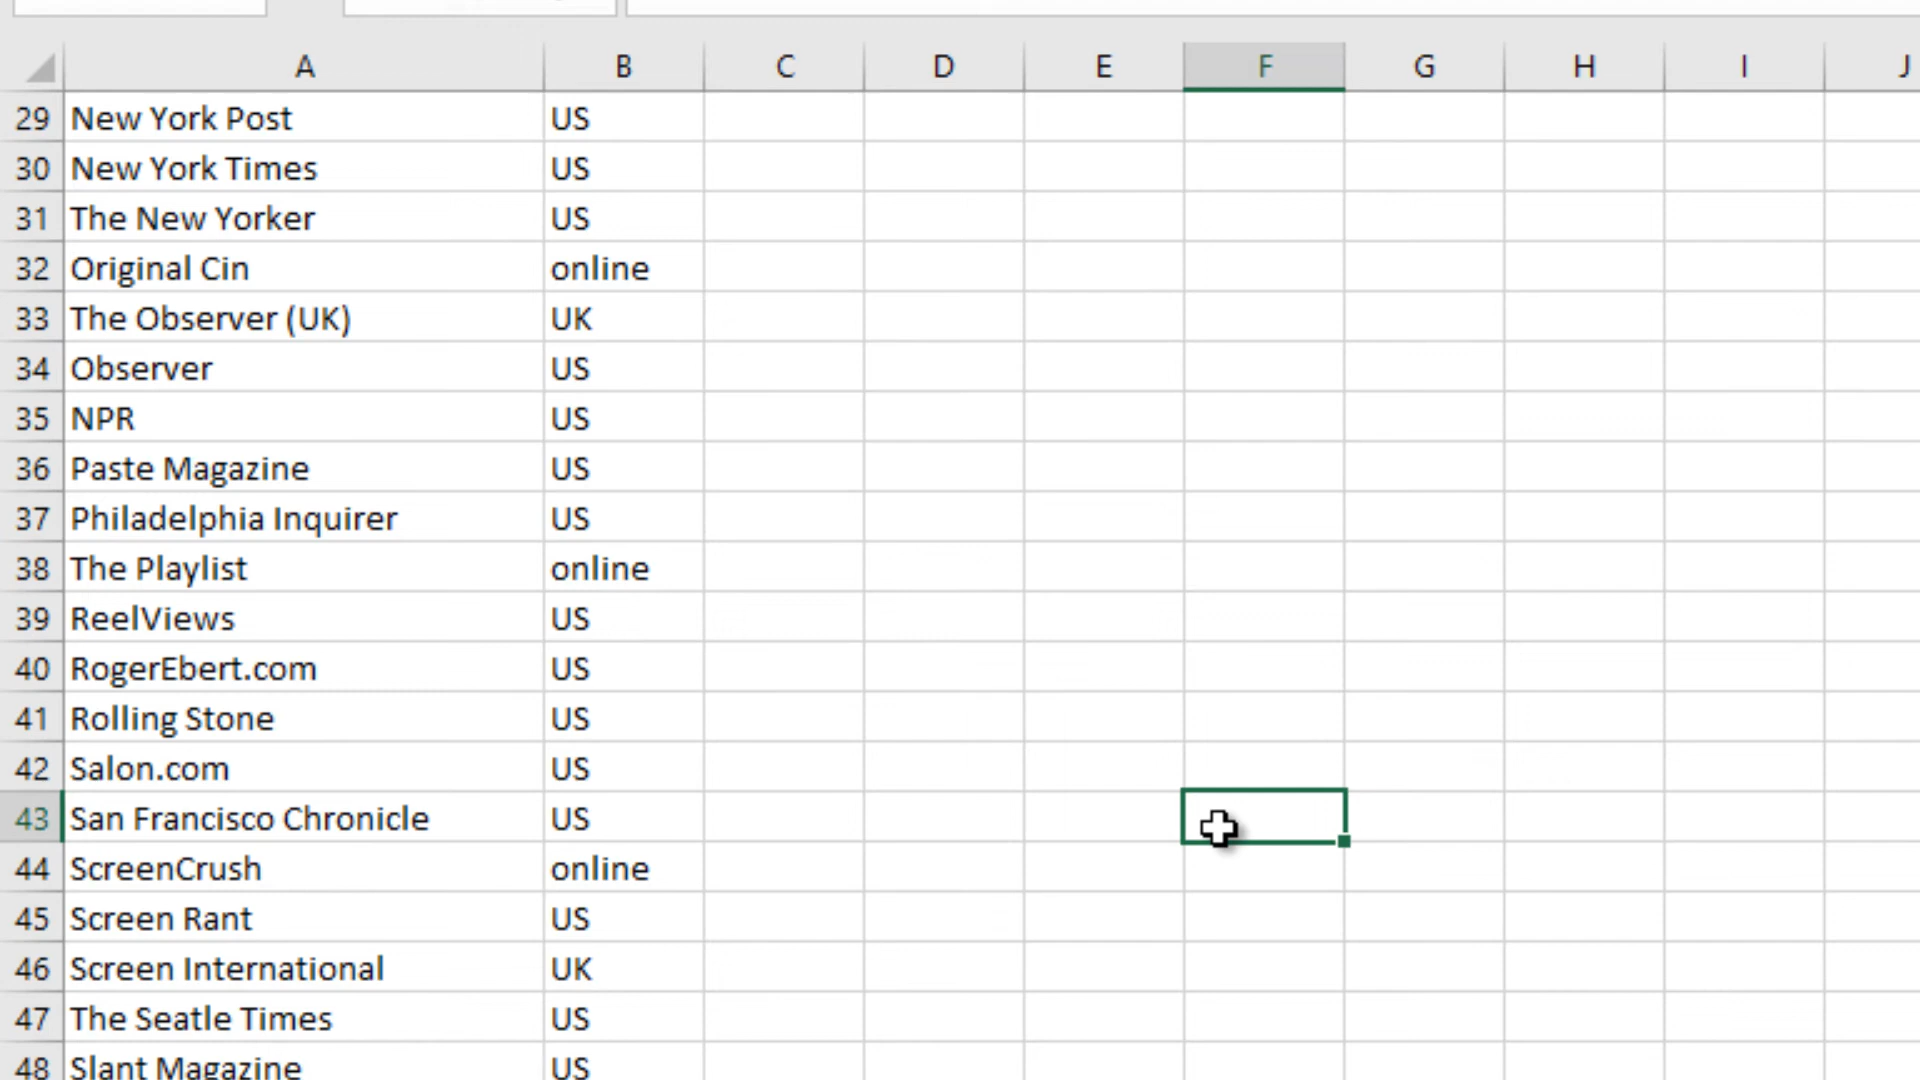 A B C D E F G H I J
29 New York Post US
30 New York Times US
31 The New Yorker US
32 Original Cin online
33 The Observer (UK) UK
34 Observer US
35 NPR US
36 Paste Magazine US
37 Philadelphia Inquirer US
38 The Playlist online
39 ReelViews US
40 RogerEbert.com US
41 Rolling Stone US
42 Salon.com US
43 San Francisco Chronicle US
44 ScreenCrush online
45 Screen Rant US
46 Screen International UK
47 The Seatle Times US
48 Slant Magazine US